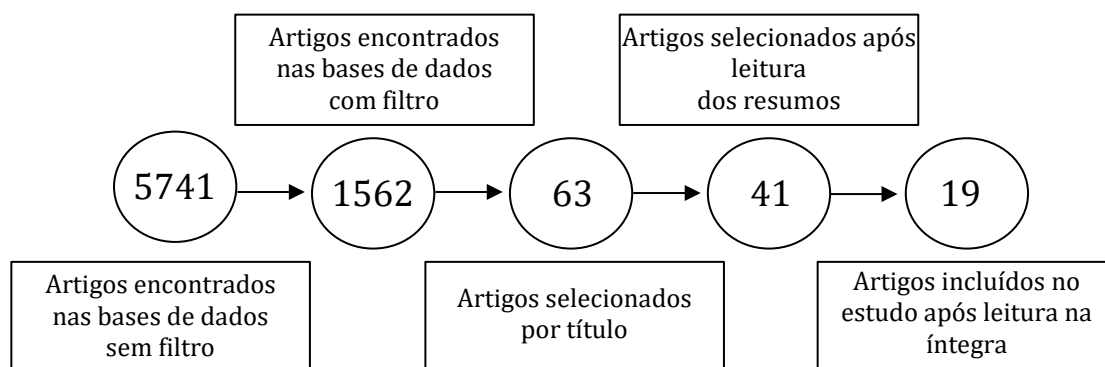 Artigos encontrados
nas bases de dados
com filtro
Artigos selecionados após
leitura
dos resumos
5741
1562
63
41
19
Artigos encontrados
nas bases de dados
sem filtro
Artigos selecionados
por título
Artigos incluídos no
estudo após leitura na
íntegra